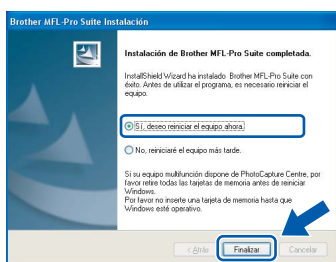 Brother MFL-Pro Suite Instalación
Instalación de Brother MFL-Pro Suite completada.
InstallShield Wizard ha instalado Brother MFL-Pro Suite con
éxito. Antes de utilizar el programa, es necesario reiniciar el
equipo.
Sí, deseo reiniciar el equipo ahora.
No, reiniciaré el equipo más tarde.
Si su equipo multifunción dispone de PhotoCapture Centre, por
favor retire todas las tarjetas de memoria antes de reiniciar
Windows.
Por favor no inserte una tarjeta de memoria hasta que
Windows esté operativo.
< Atrás
Finalizar
Cancelar